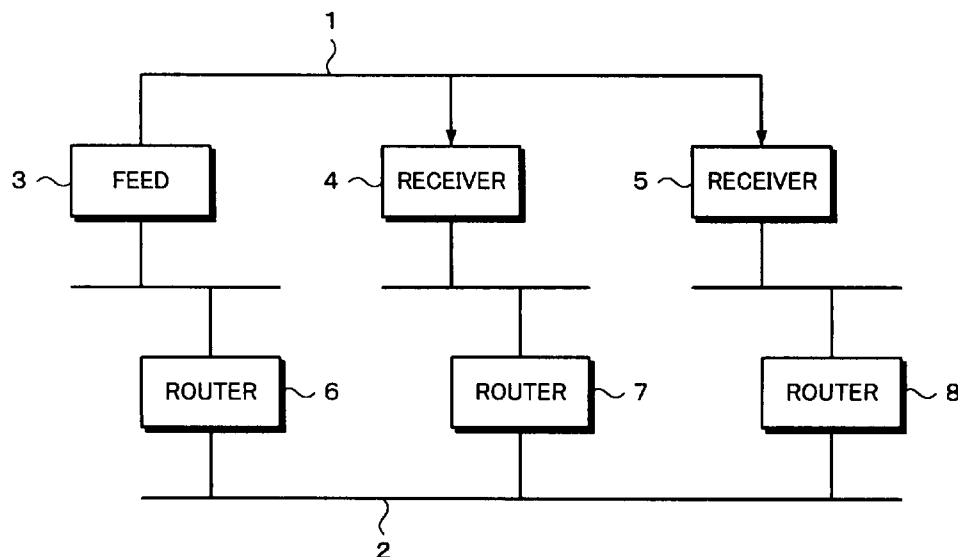 1
3 FEED 4 RECEIVER 5 RECEIVER
ROUTER 6 ROUTER 7 ROUTER 8
2